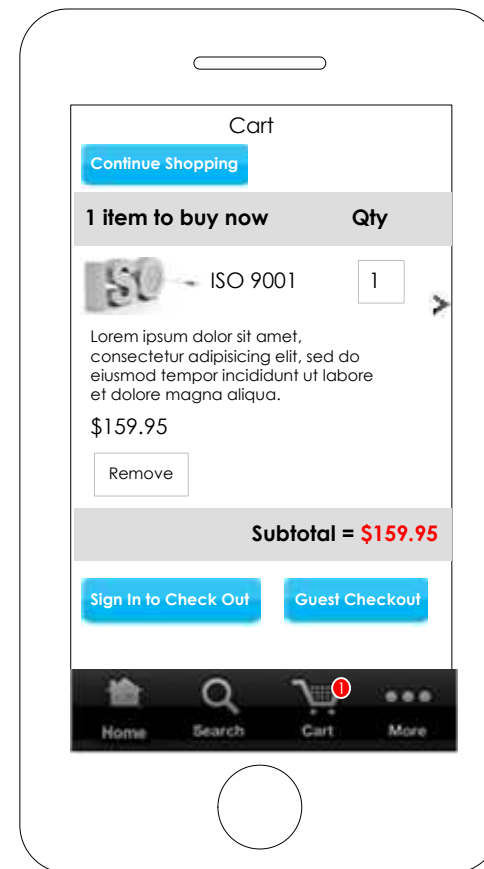 Cart
Continue Shopping
1 item to buy now Qty
ISO ISO 9001 1
Lorem ipsum dolor sit amet,
consectetur adipisicing elit, sed do
eiusmod tempor incididunt ut labore
et dolore magna aliqua.
$159.95
Remove
Subtotal = $159.95
Sign In to Check Out Guest Checkout
1
Home Search Cart More